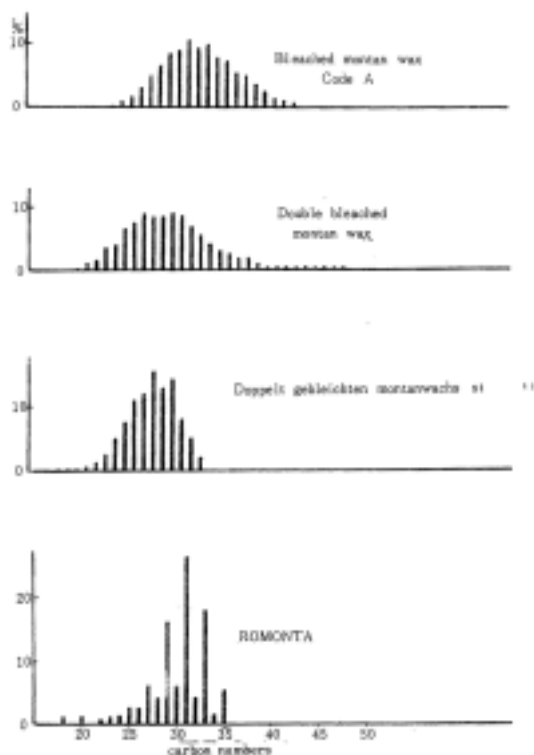 %
10
Bleached montan wax
Code A
0
10
Double bleached
montan wax
0
10
Doppelt gebleichten montanwachs
0
20
ROMONTA
10
0
20 25 30 35 40 45 50
carbon numbers